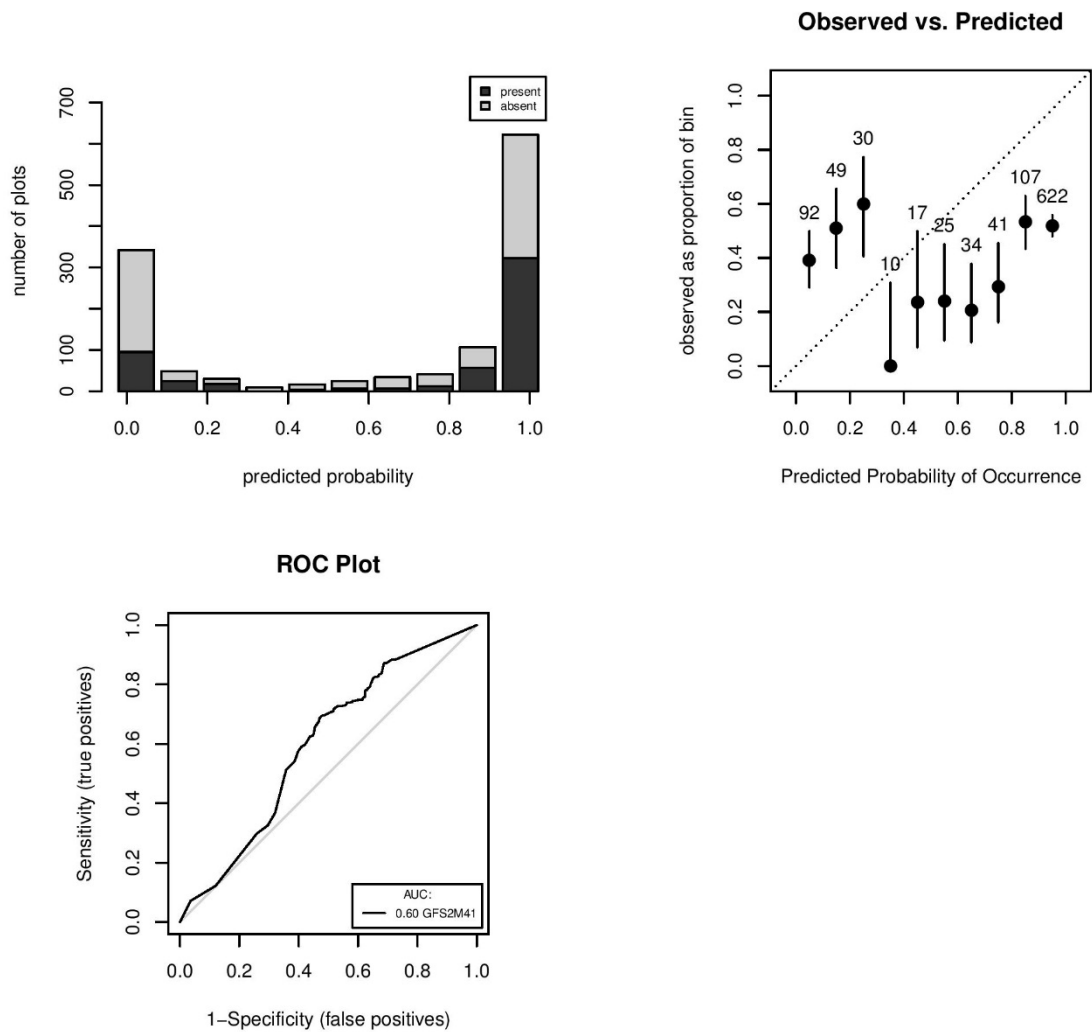 number of plots
700
500
300
100
0
present
absent
0.0 0.2 0.4 0.6 0.8 1.0
predicted probability
Observed vs. Predicted
observed as proportion of bin
1.0
0.8
0.6
0.4
0.2
0.0
92
49
30
10
17
25
34
41
107
622
0.0 0.2 0.4 0.6 0.8 1.0
Predicted Probability of Occurrence
ROC Plot
Sensitivity (true positives)
1.0
0.8
0.6
0.4
0.2
0.0
AUC:
0.60 GFS2M41
0.0 0.2 0.4 0.6 0.8 1.0
1−Specificity (false positives)